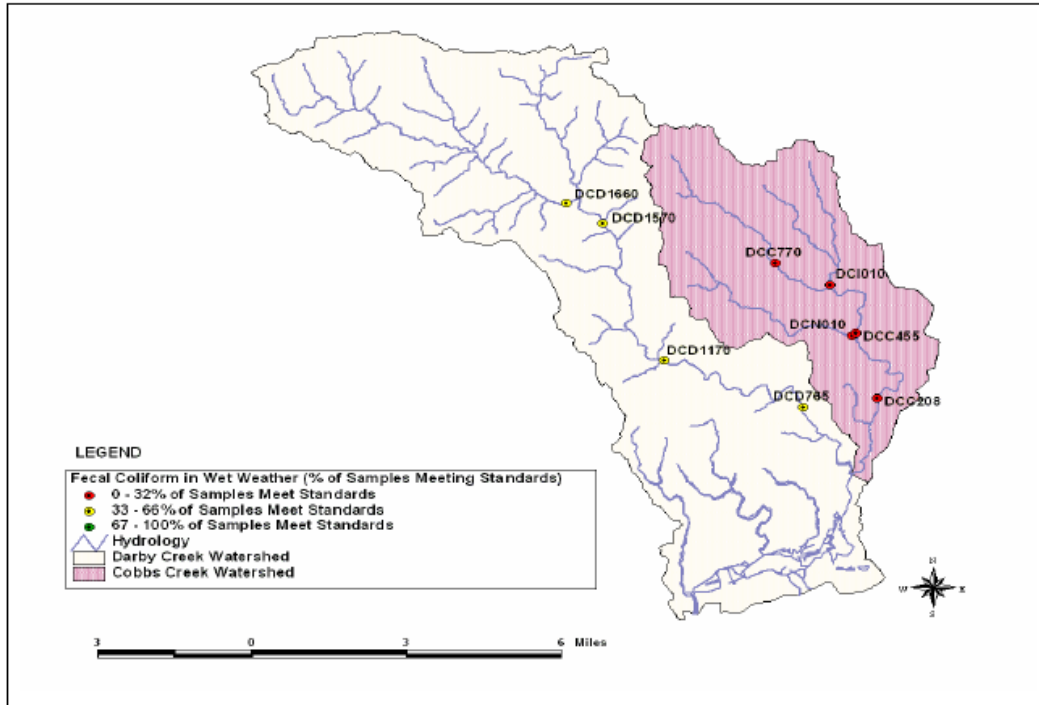 DCD1660
DCD1570
DCC770
DCI010
DCN010
DCC455
DCD1170
DCD765
DCC208
LEGEND
Fecal Coliform in Wet Weather (% of Samples Meeting Standards)
0 - 32% of Samples Meet Standards
33 - 66% of Samples Meet Standards
67 - 100% of Samples Meet Standards
Hydrology
Darby Creek Watershed
Cobbs Creek Watershed
N
W E
S
3 0 3 6 Miles